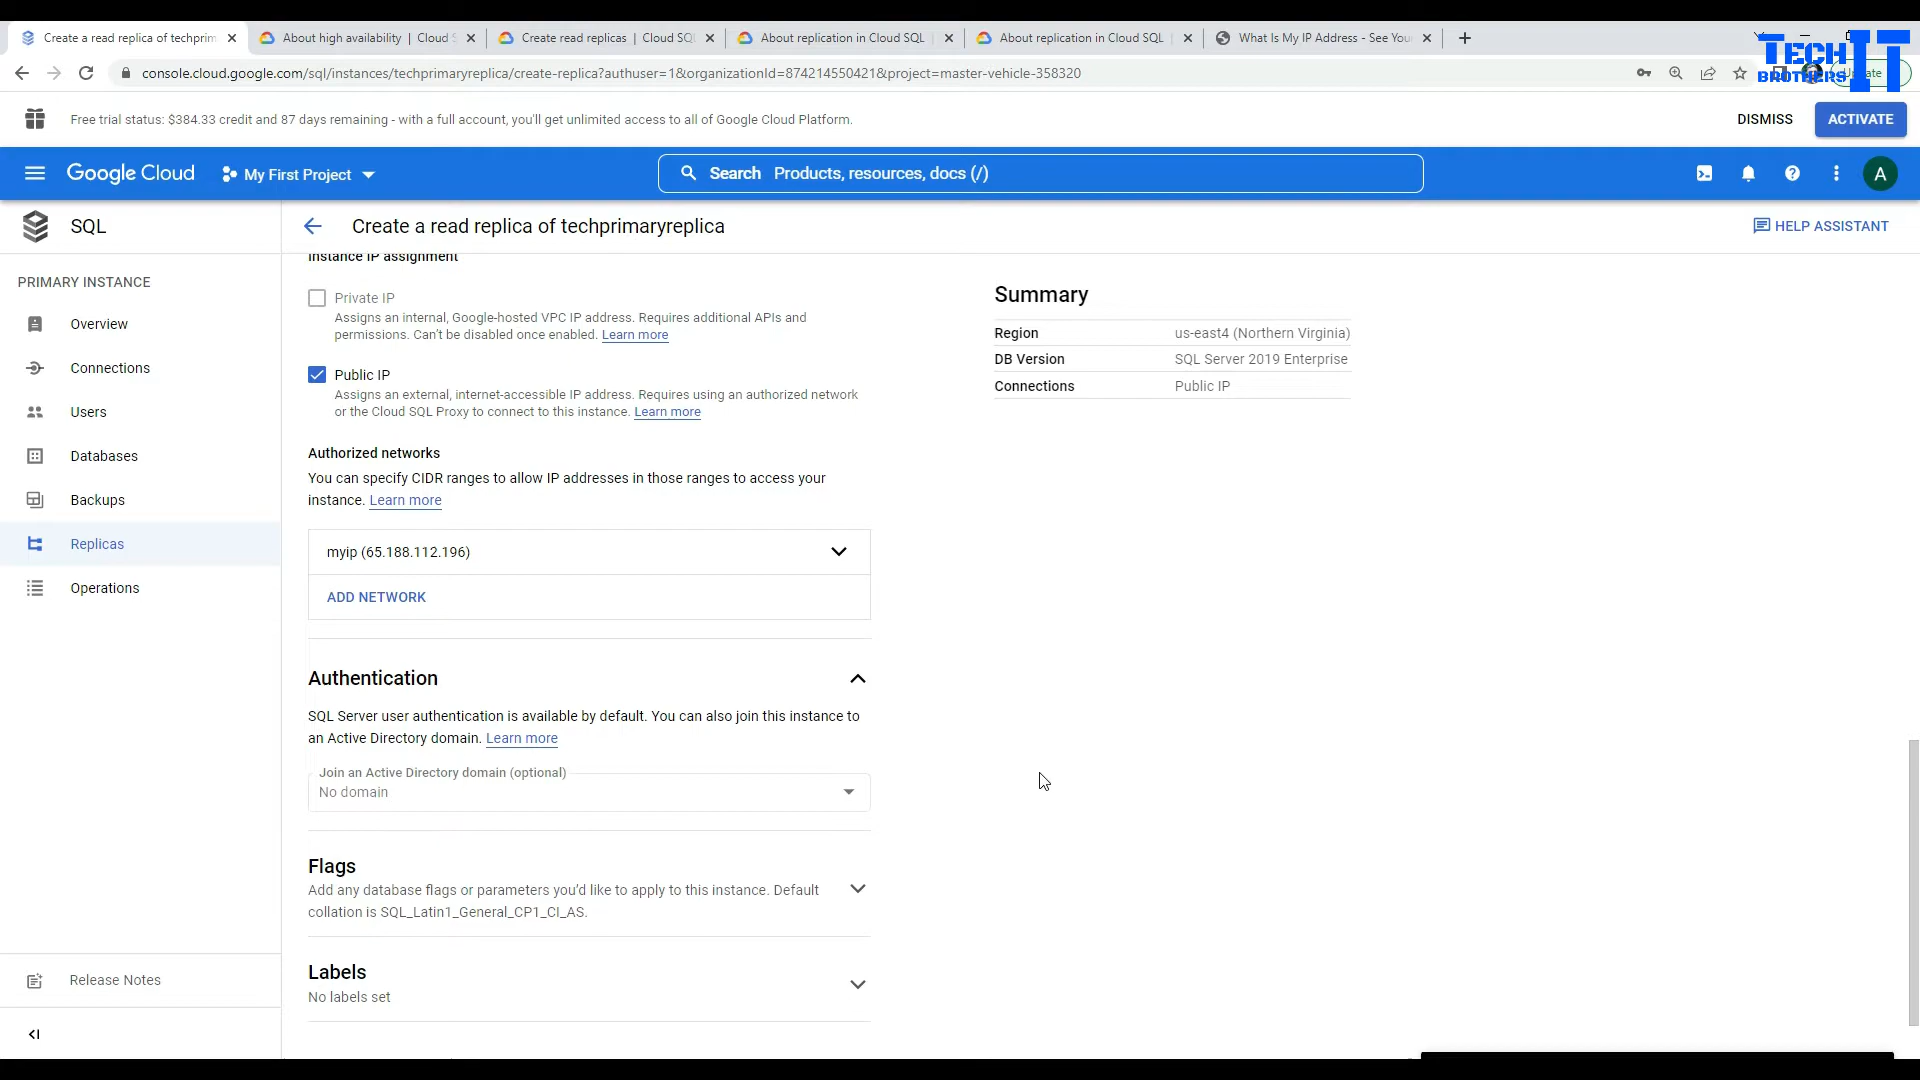 Create a read replica of techprim
About high availability | Cloud S
Create read replicas | Cloud SQ
About replication in Cloud SQL
About replication in Cloud SQL
What Is My IP Address - See You
console.cloud.google.com/sql/instances/techprimaryreplica/create-replica?authuser=1&organizationId=874214550421&project=master-vehicle-358320
TECH IT
BROTHERS
Free trial status: $384.33 credit and 87 days remaining - with a full account, you'll get unlimited access to all of Google Cloud Platform.
DISMISS
ACTIVATE
Google Cloud
My First Project
Search Products, resources, docs (/)
A
SQL
Create a read replica of techprimaryreplica
HELP ASSISTANT
PRIMARY INSTANCE
Overview
Connections
Users
Databases
Backups
Replicas
Operations
Release Notes
Instance IP assignment
Private IP
Assigns an internal, Google-hosted VPC IP address. Requires additional APIs and
permissions. Can't be disabled once enabled. Learn more
Public IP
Assigns an external, internet-accessible IP address. Requires using an authorized network
or the Cloud SQL Proxy to connect to this instance. Learn more
Authorized networks
You can specify CIDR ranges to allow IP addresses in those ranges to access your
instance. Learn more
myip (65.188.112.196)
ADD NETWORK
Authentication
SQL Server user authentication is available by default. You can also join this instance to
an Active Directory domain. Learn more
Join an Active Directory domain (optional)
No domain
Flags
Add any database flags or parameters you'd like to apply to this instance. Default
collation is SQL_Latin1_General_CP1_CI_AS.
Labels
No labels set
Summary
Region us-east4 (Northern Virginia)
DB Version SQL Server 2019 Enterprise
Connections Public IP